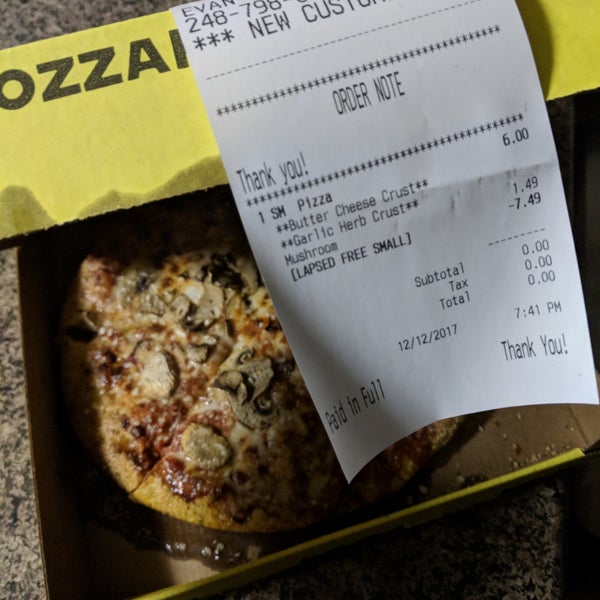 OZZA
EVAN
248-798-
*** NEW CUSTOM
ORDER NOTE
Thank you!
1 SM Pizza 6.00
**Butter Cheese Crust**
**Garlic Herb Crust**
Mushroom 1.49
[LAPSED FREE SMALL] -7.49
Subtotal 0.00
Tax 0.00
Total 0.00
12/12/2017 7:41 PM
Paid in Full Thank You!